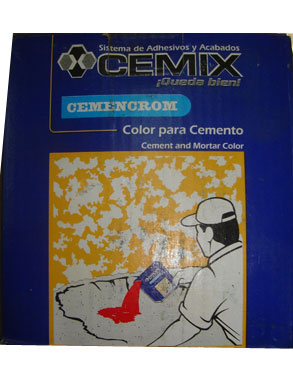 Sistema de Adhesivos y Acabados
CEMIX
¡Queda bien!
CEMENCROM
Color para Cemento
Cement and Mortar Color